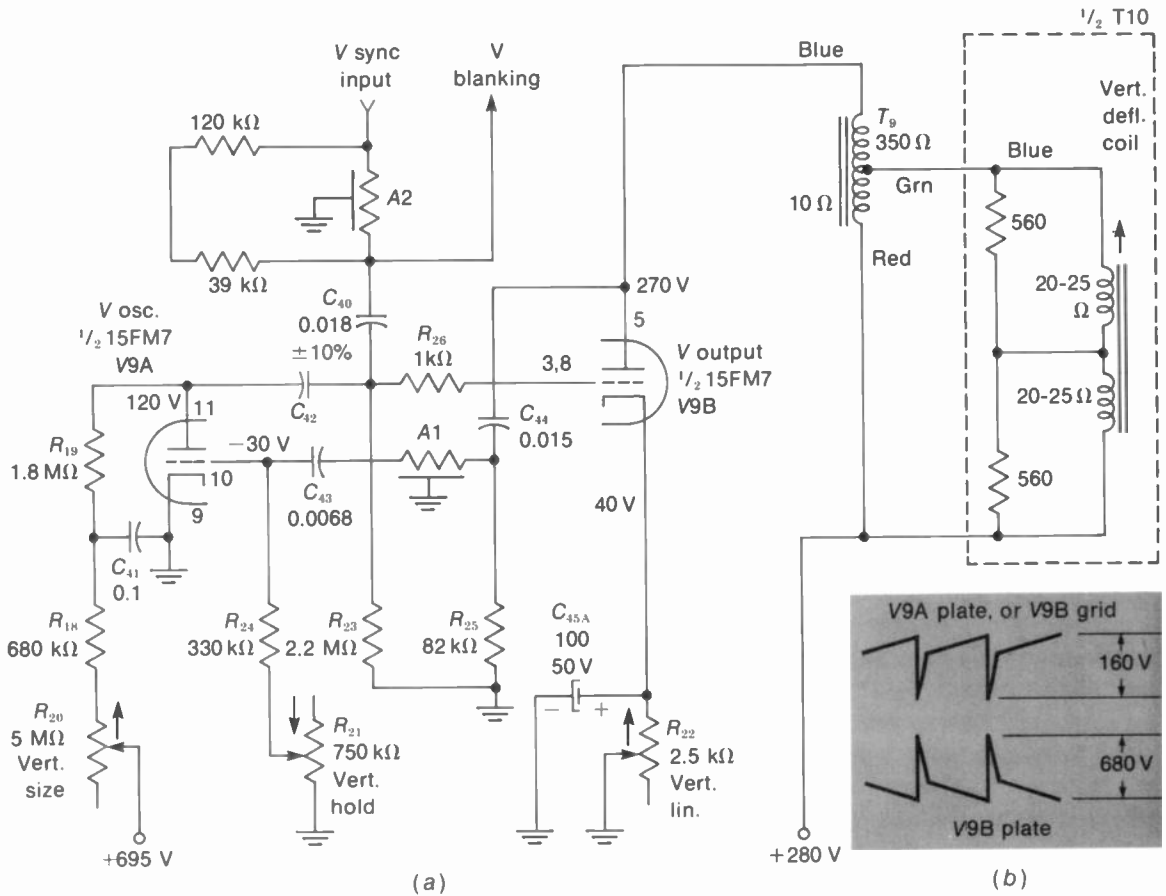 ½ T10
V sync
input
V
blanking
Blue
120 kΩ
A2
39 kΩ
T₉
350 Ω
10 Ω
Vert.
defl.
coil
Blue
Grn
Red
560
20-25
Ω
20-25 Ω
560
V osc.
½ 15FM7
V9A
C₄₀
0.018
±10%
C₄₂
R₂₆
1kΩ
270 V
5
3,8
V output
½ 15FM7
V9B
120 V
11
−30 V
10
9
R₁₉
1.8 MΩ
C₄₁
0.1
C₄₃
0.0068
A1
C₄₄
0.015
40 V
R₁₈
680 kΩ
R₂₄
330 kΩ
R₂₃
2.2 MΩ
R₂₅
82 kΩ
C₄₅A
100
50 V
− +
R₂₀
5 MΩ
Vert.
size
R₂₁
750 kΩ
Vert.
hold
R₂₂
2.5 kΩ
Vert.
lin.
+695 V
+280 V
(a)
V9A plate, or V9B grid
160 V
680 V
V9B plate
(b)